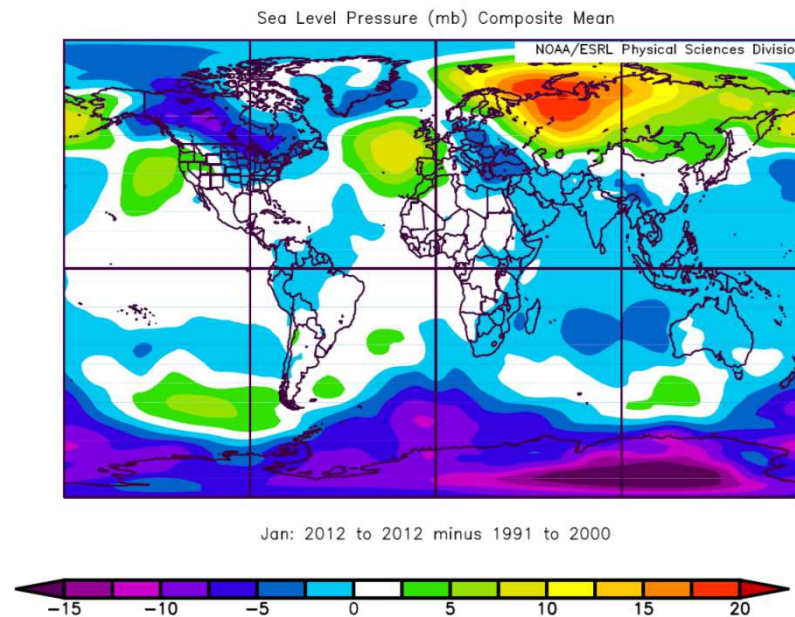 Sea Level Pressure (mb) Composite Mean
NOAA/ESRL Physical Sciences Divisio
Jan: 2012 to 2012 minus 1991 to 2000
−15 −10 −5 0 5 10 15 20